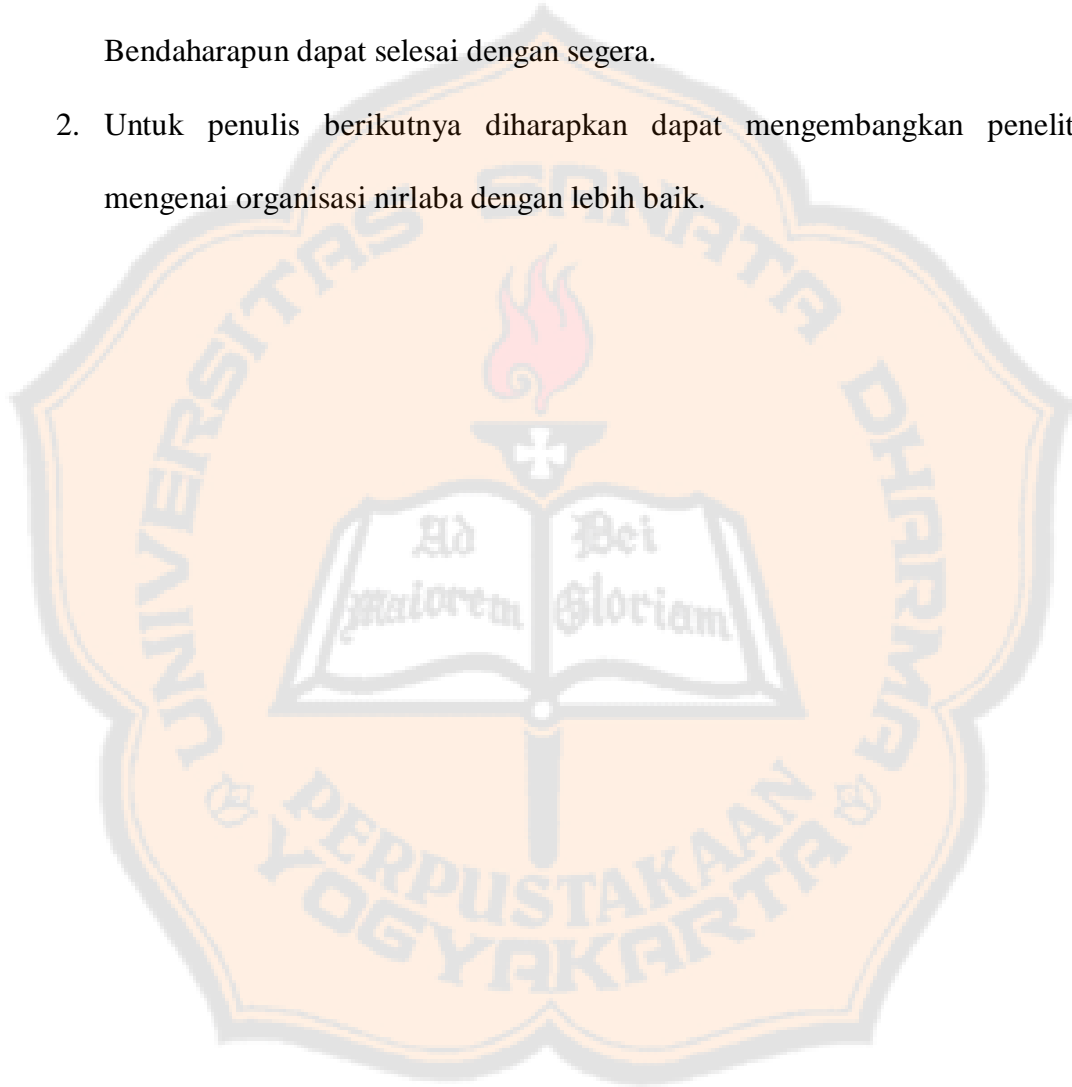 Bendaharapun dapat selesai dengan segera.
2. Untuk penulis berikutnya diharapkan dapat mengembangkan penelit
mengenai organisasi nirlaba dengan lebih baik.
UNIVERSITAS SANATA DHARMA
Ad Maiorem
Dei Gloriam
PERPUSTAKAAN
YOGYAKARTA